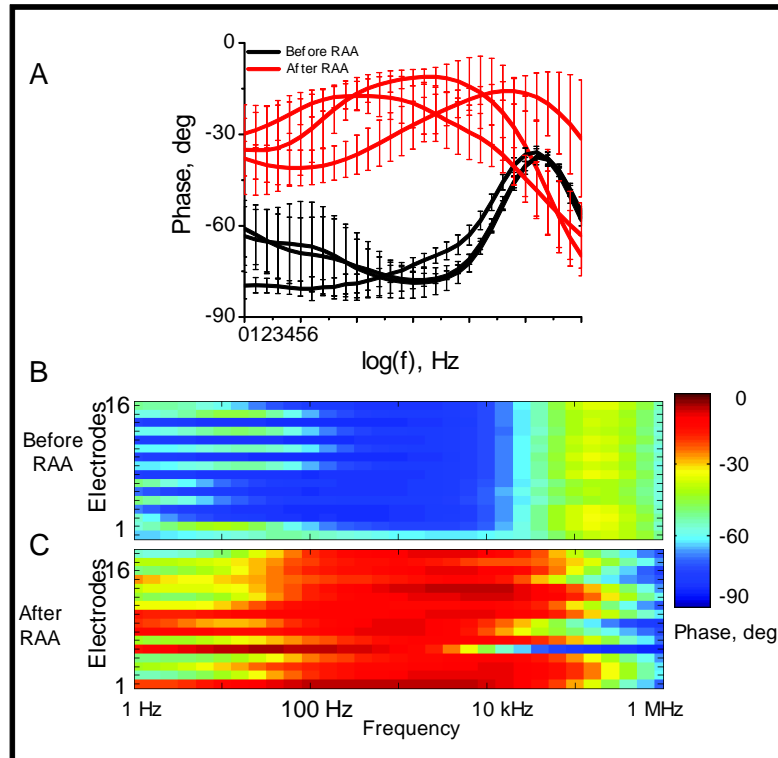 A
0
-30
-60
-90
Phase, deg
Before RAA
After RAA
0123456
log(f), Hz
B
Before
RAA
Electrodes
16
1
C
After
RAA
Electrodes
16
1
0
-30
-60
-90
Phase, deg
1 Hz
100 Hz
10 kHz
1 MHz
Frequency